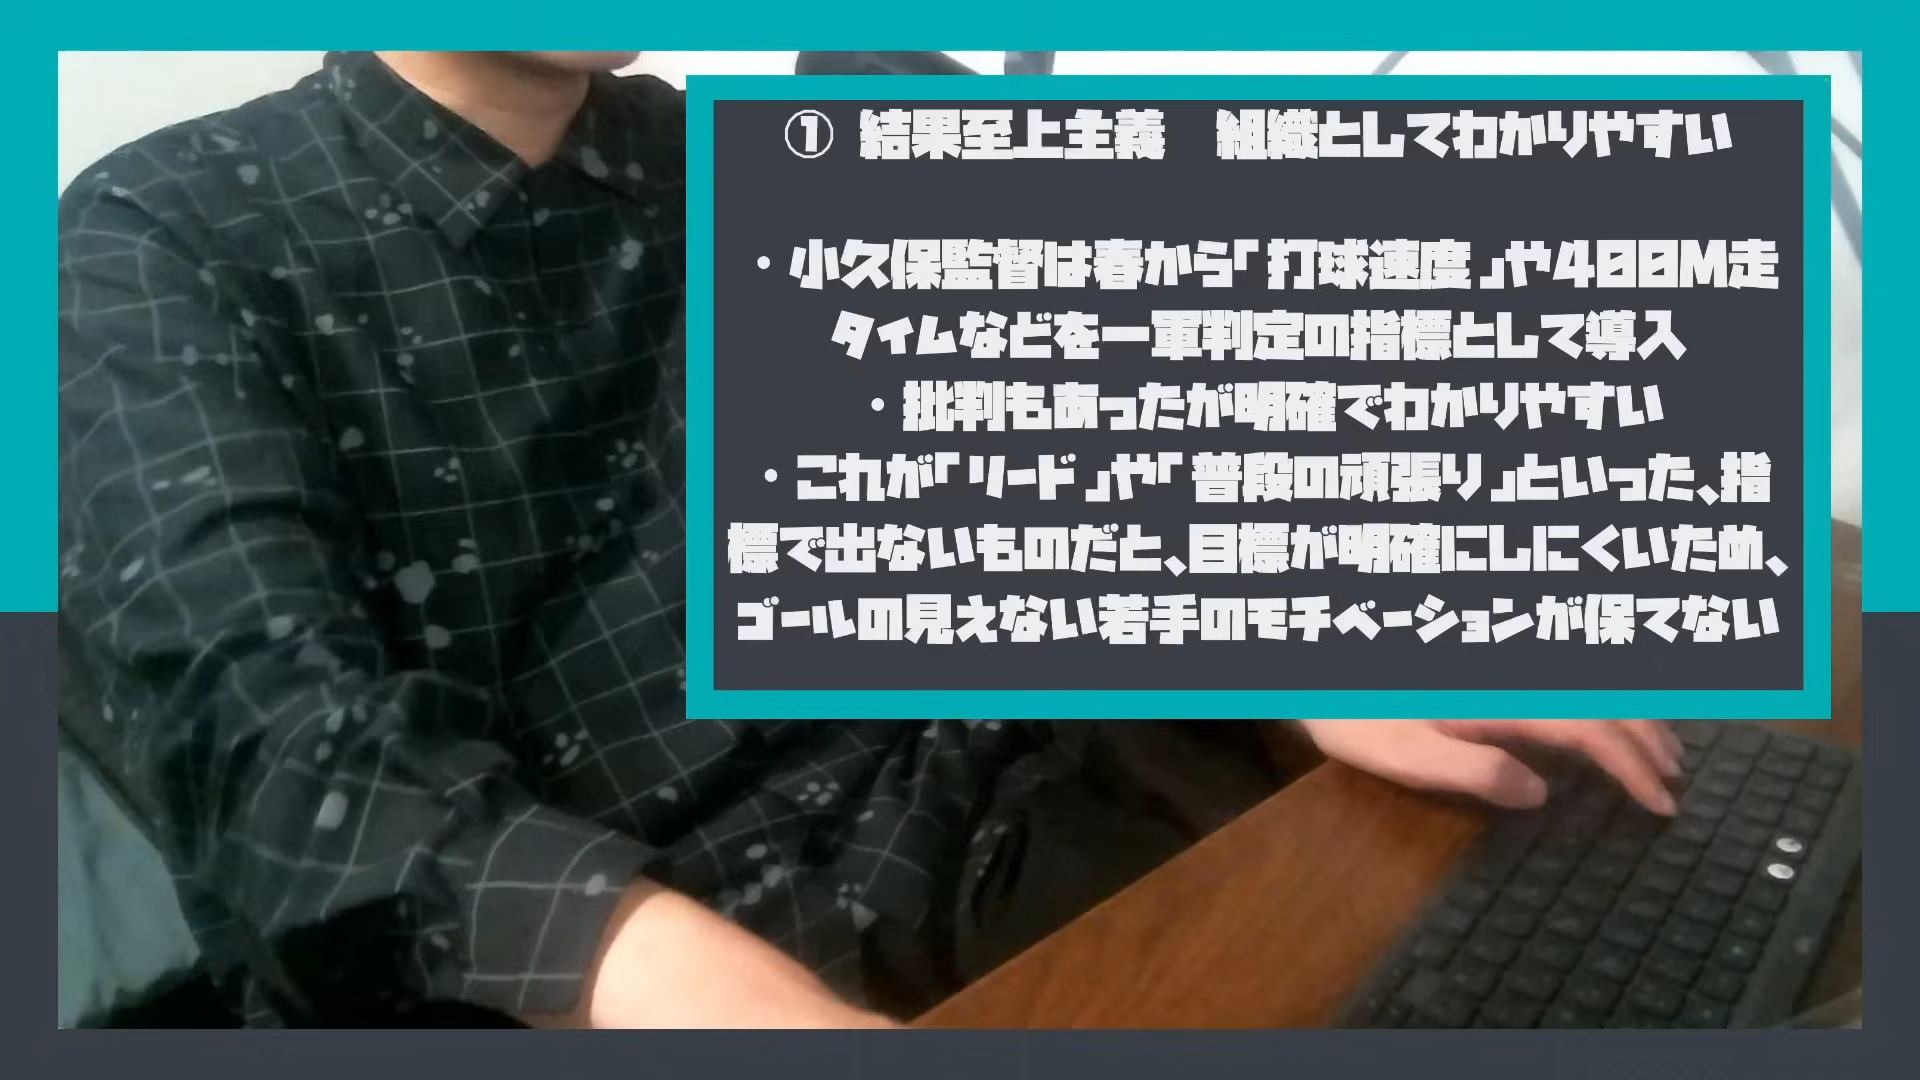 ① 結果至上主義　組織としてわかりやすい
・小久保監督は春から「打球速度」や400M走
タイムなどを一軍判定の指標として導入
・批判もあったが明確でわかりやすい
・これが「リード」や「普段の頑張り」といった、指
標で出ないものだと、目標が明確にしにくいため、
ゴールの見えない若手のモチベーションが保てない